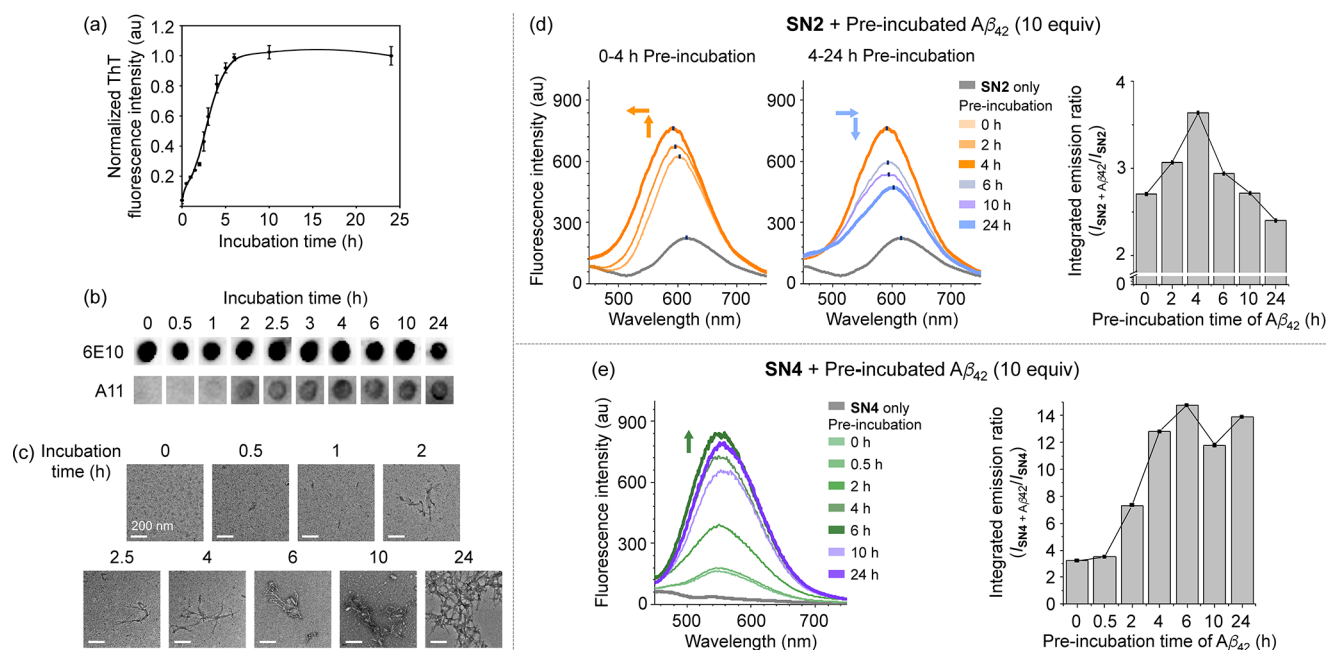 (a)
Normalized ThT
fluorescence intensity (au)
1.2
1.0
0.8
0.6
0.4
0.2
0 5 10 15 20 25
Incubation time (h)
(b)
Incubation time (h)
0 0.5 1 2 2.5 3 4 6 10 24
6E10
A11
(c)
Incubation
time (h)
0 0.5 1 2
200 nm
2.5 4 6 10 24
(d)
SN2 + Pre-incubated Aβ42 (10 equiv)
0-4 h Pre-incubation
4-24 h Pre-incubation
Fluorescence intensity (au)
900
600
300
0
500 600 700
Wavelength (nm)
900
600
300
0
500 600 700
Wavelength (nm)
SN2 only
Pre-incubation
0 h
2 h
4 h
6 h
10 h
24 h
Integrated emission ratio
(ISN2 + Aβ42/ISN2)
4
3
2
0
0 2 4 6 10 24
Pre-incubation time of Aβ42 (h)
(e)
SN4 + Pre-incubated Aβ42 (10 equiv)
Fluorescence intensity (au)
900
600
300
0
500 600 700
Wavelength (nm)
SN4 only
Pre-incubation
0 h
0.5 h
2 h
4 h
6 h
10 h
24 h
Integrated emission ratio
(ISN4 + Aβ42/ISN4)
14
12
10
8
6
4
2
0
0 0.5 2 4 6 10 24
Pre-incubation time of Aβ42 (h)